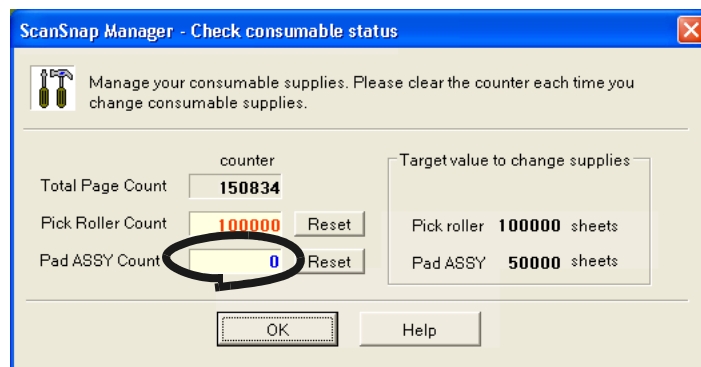 ScanSnap Manager - Check consumable status
Manage your consumable supplies. Please clear the counter each time you
change consumable supplies.
counter
Target value to change supplies
Total Page Count 150834
Pick Roller Count 100000 Reset Pick roller 100000 sheets
Pad ASSY Count 0 Reset Pad ASSY 50000 sheets
OK Help